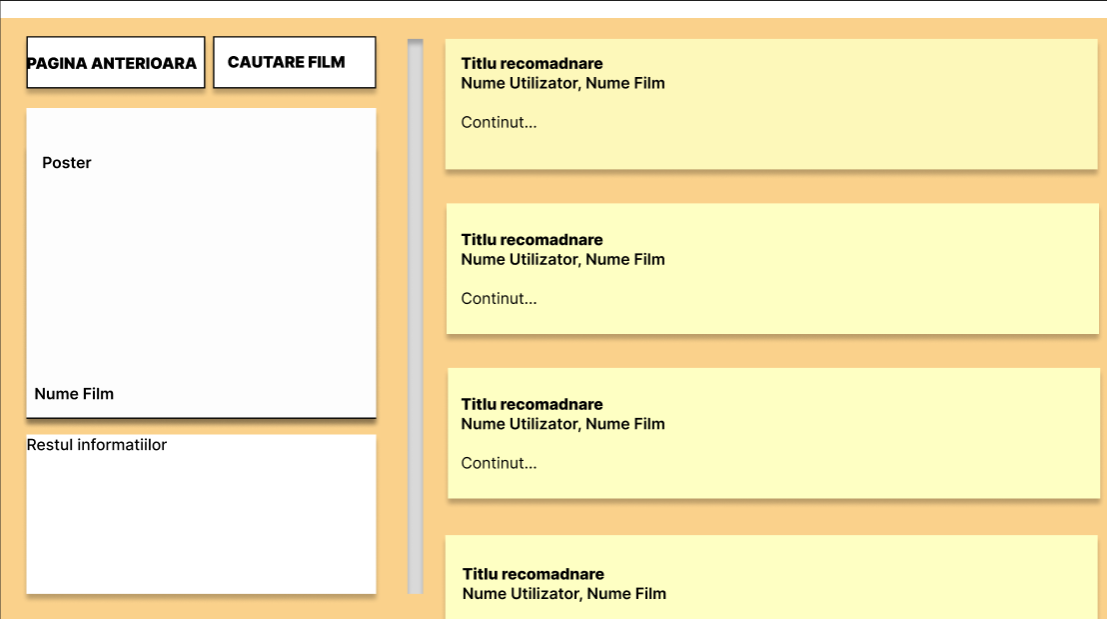 PAGINA ANTERIOARA
CAUTARE FILM
Poster
Nume Film
Restul informatiilor
Titlu recomadnare
Nume Utilizator, Nume Film
Continut...
Titlu recomadnare
Nume Utilizator, Nume Film
Continut...
Titlu recomadnare
Nume Utilizator, Nume Film
Continut...
Titlu recomadnare
Nume Utilizator, Nume Film